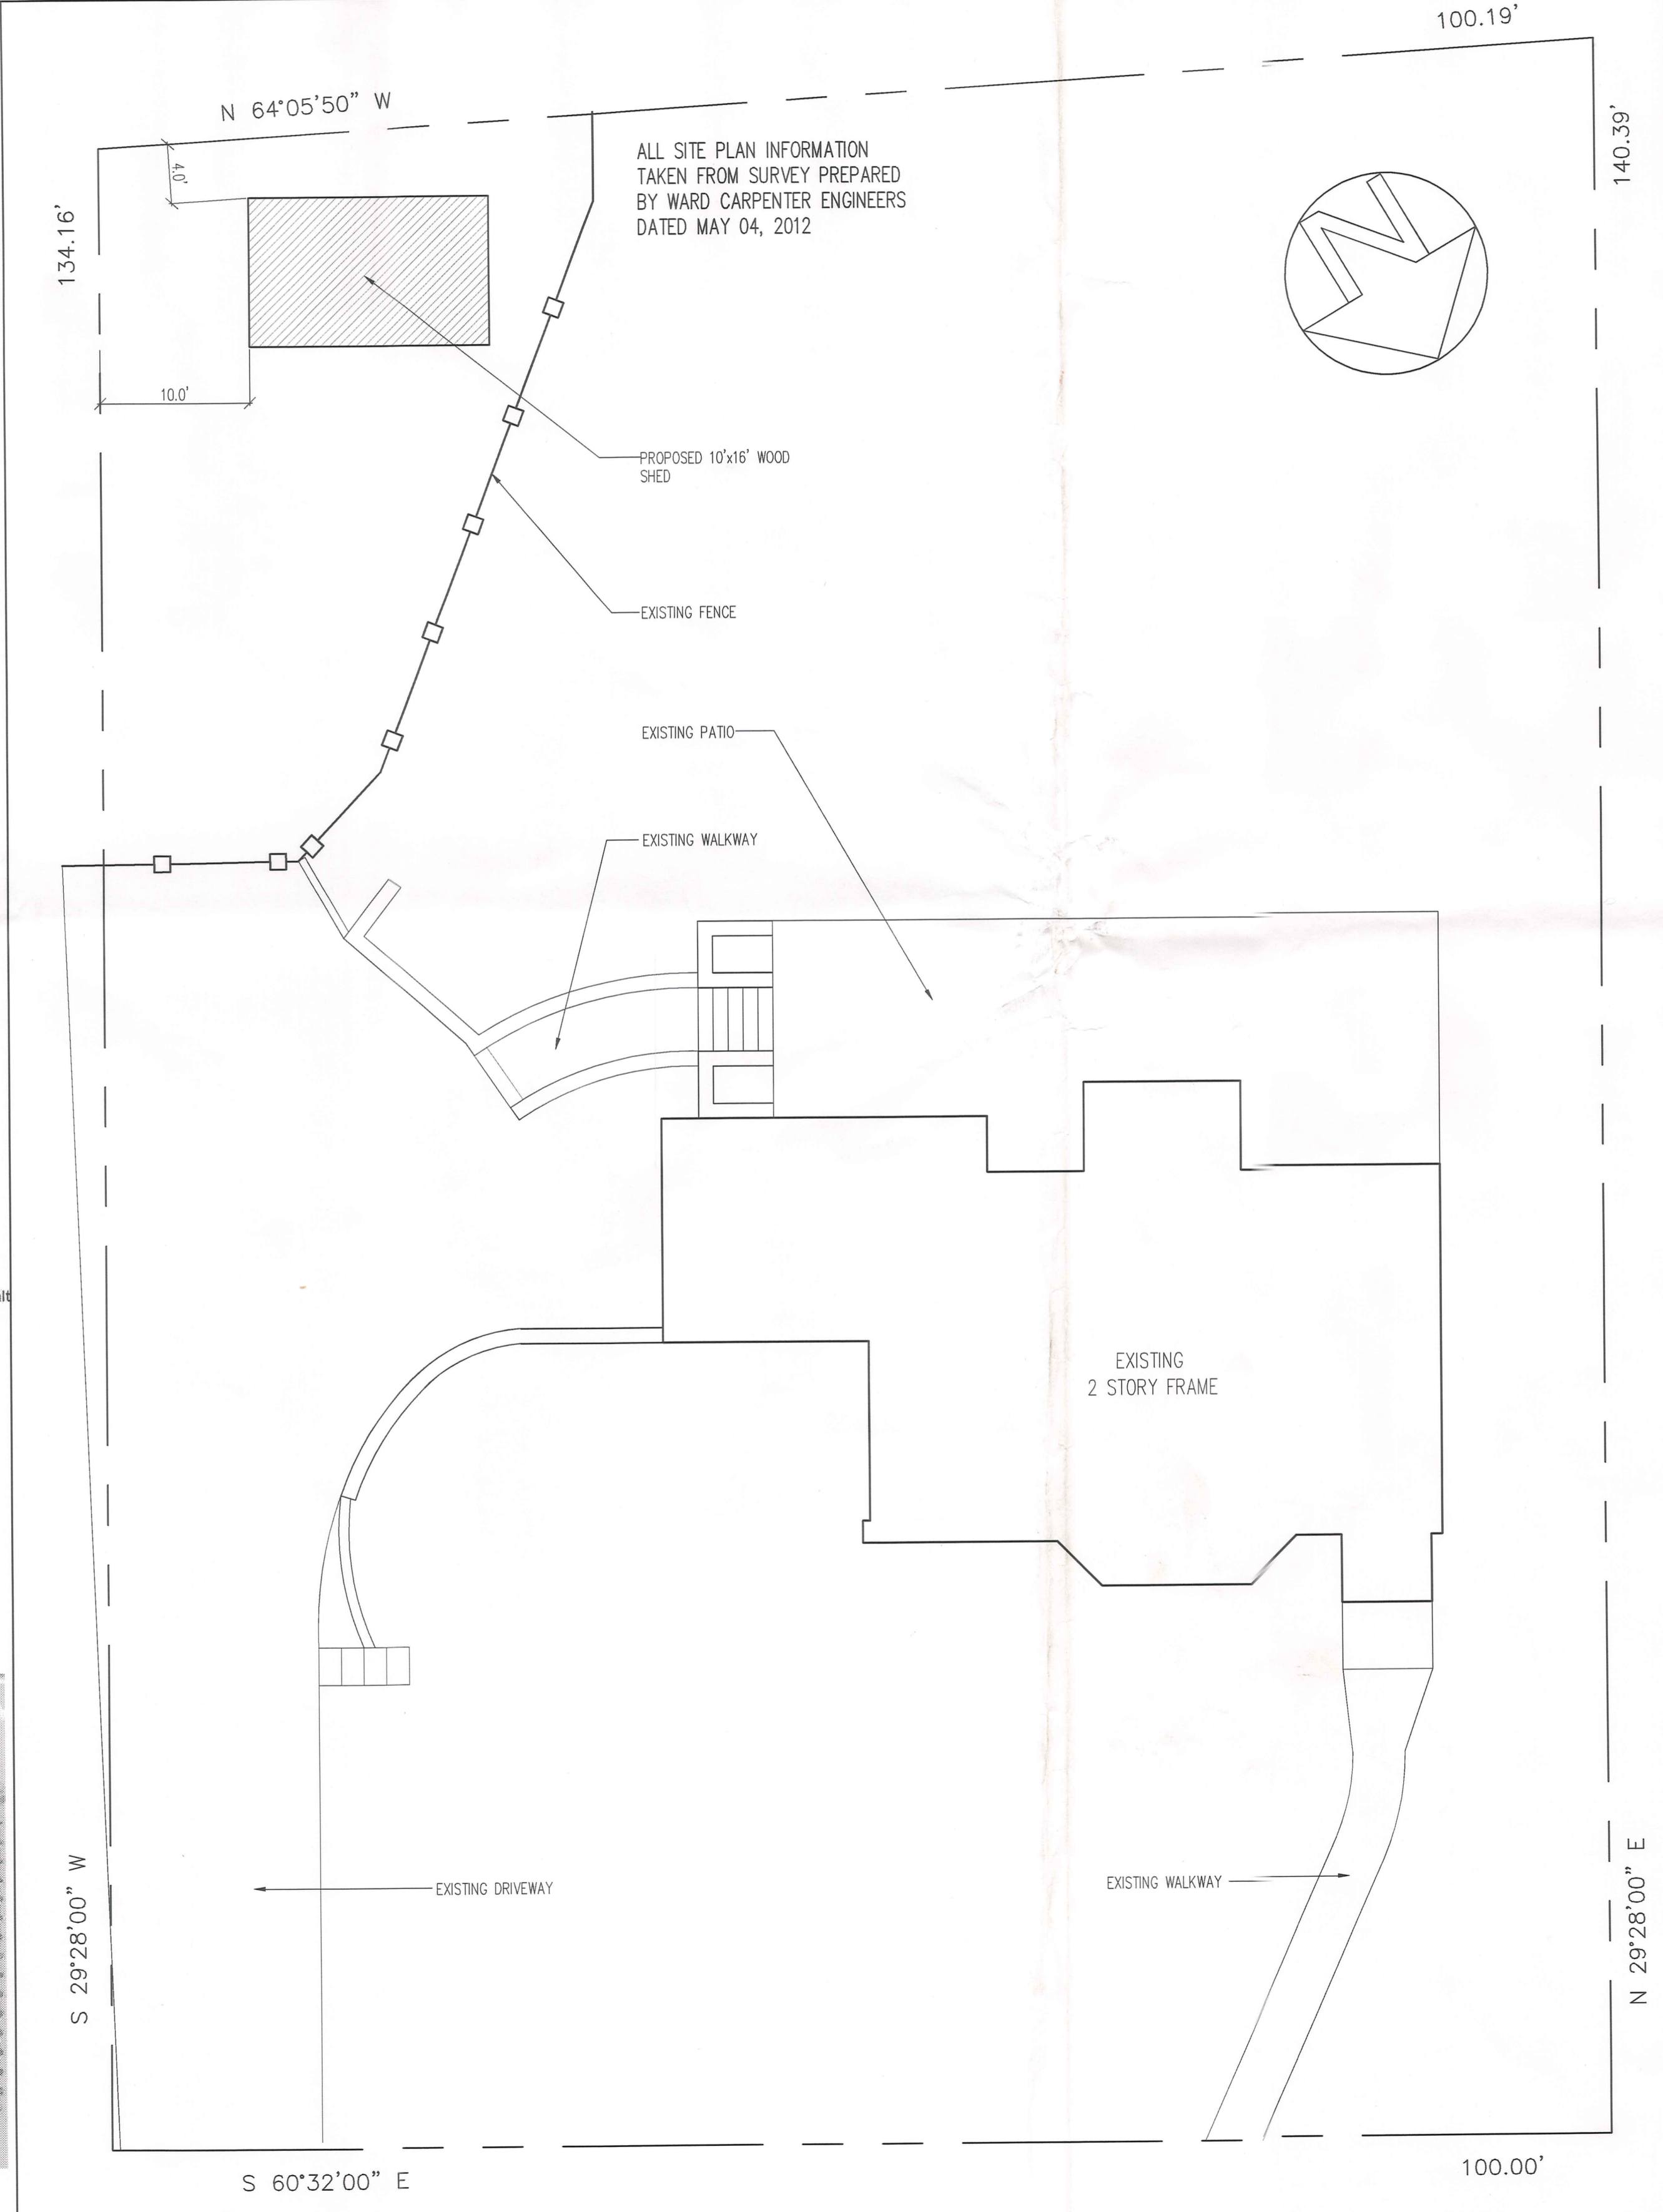 100.19'
N 64°05'50" W
ALL SITE PLAN INFORMATION
TAKEN FROM SURVEY PREPARED
BY WARD CARPENTER ENGINEERS
DATED MAY 04, 2012
140.39'
4.0'
134.16'
N
10.0'
PROPOSED 10'x16' WOOD
SHED
EXISTING FENCE
EXISTING PATIO
EXISTING WALKWAY
EXISTING
2 STORY FRAME
EXISTING DRIVEWAY
EXISTING WALKWAY
S 29°28'00" W
N 29°28'00" E
S 60°32'00" E
100.00'